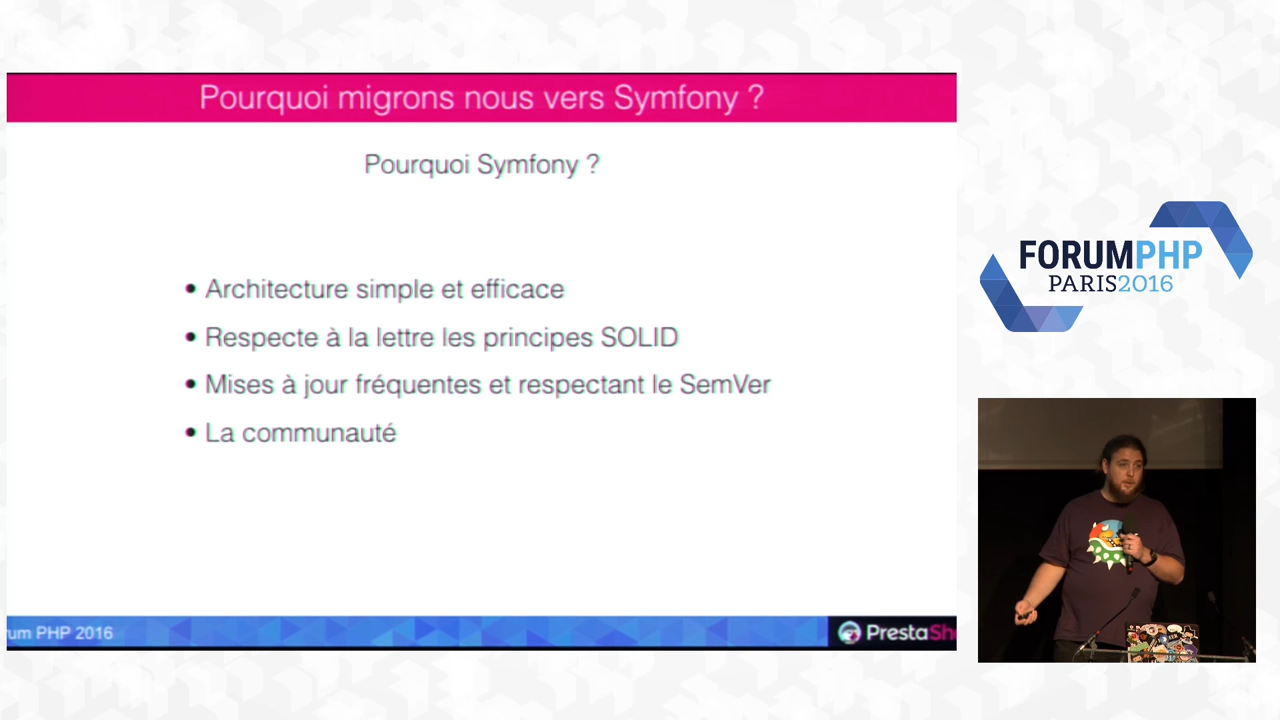 Pourquoi migrons nous vers Symfony ?
Pourquoi Symfony ?
• Architecture simple et efficace
• Respecte à la lettre les principes SOLID
• Mises à jour fréquentes et respectant le SemVer
• La communauté
um PHP 2016
PrestaSh
FORUMPHP
PARIS2016